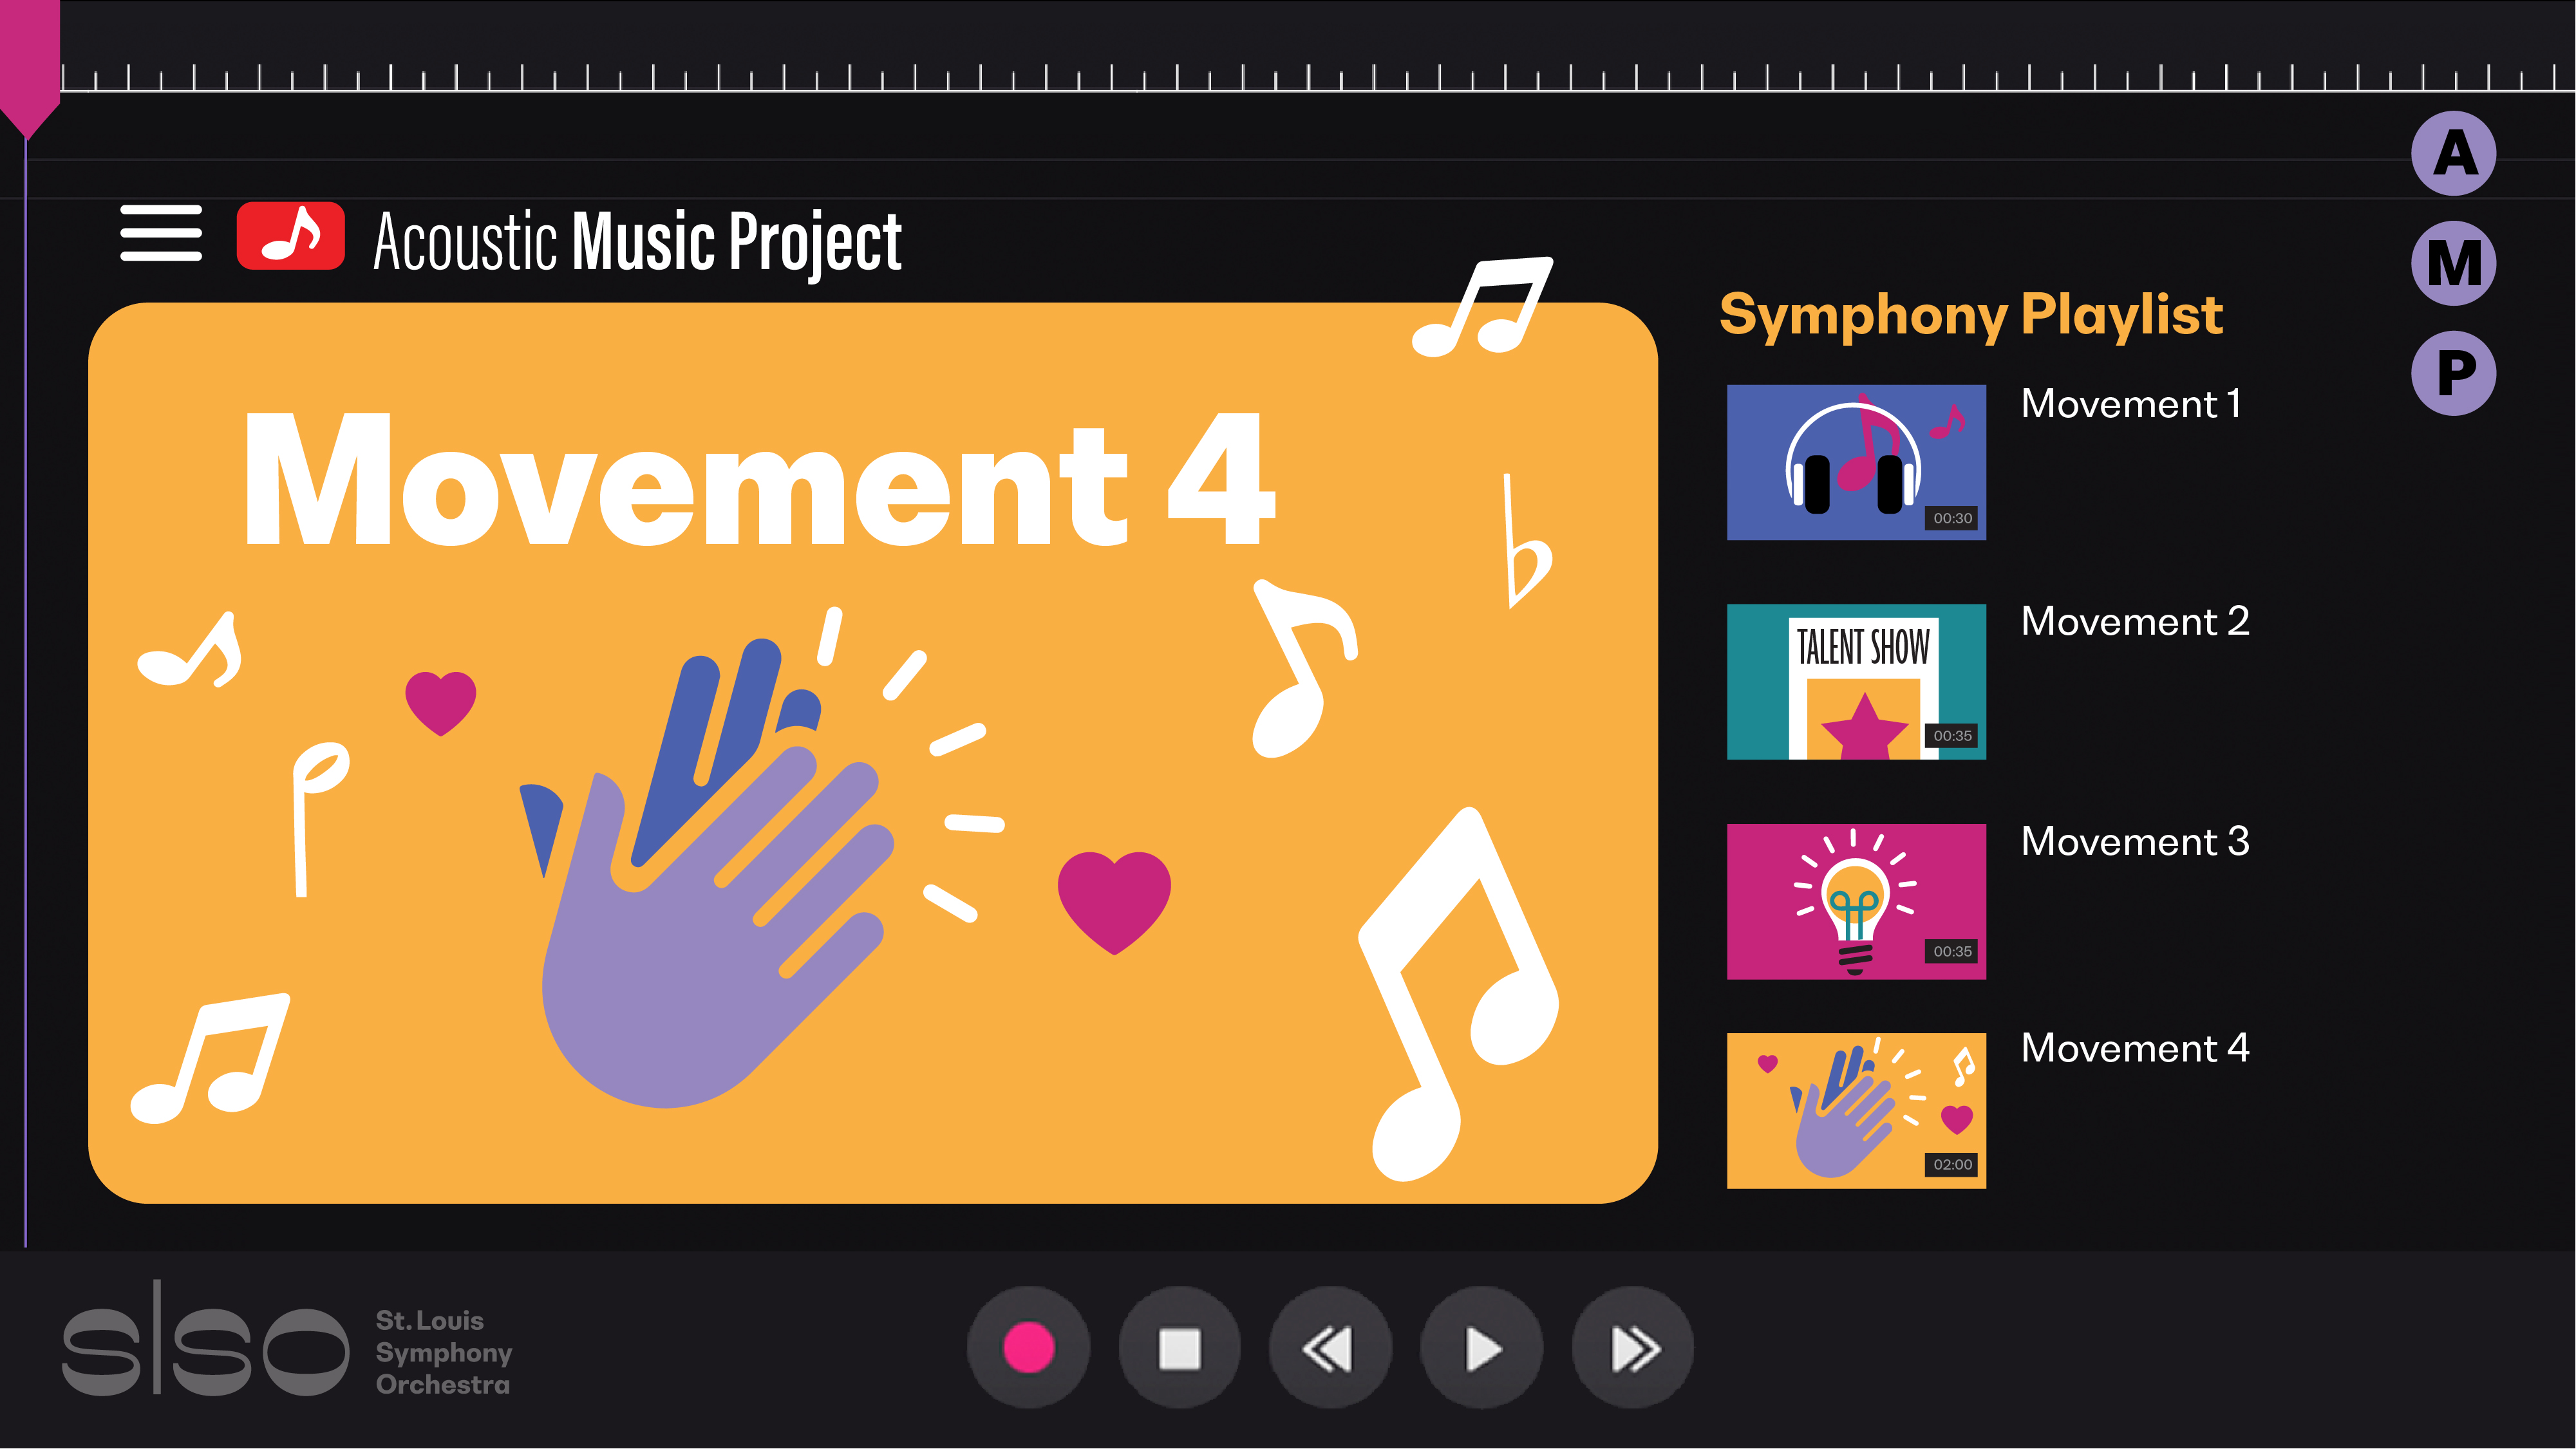 A
M
P
Acoustic Music Project
Movement 4
Symphony Playlist
Movement 1
00:30
Movement 2
TALENT SHOW
00:35
Movement 3
00:35
Movement 4
02:00
slso
St. Louis
Symphony
Orchestra